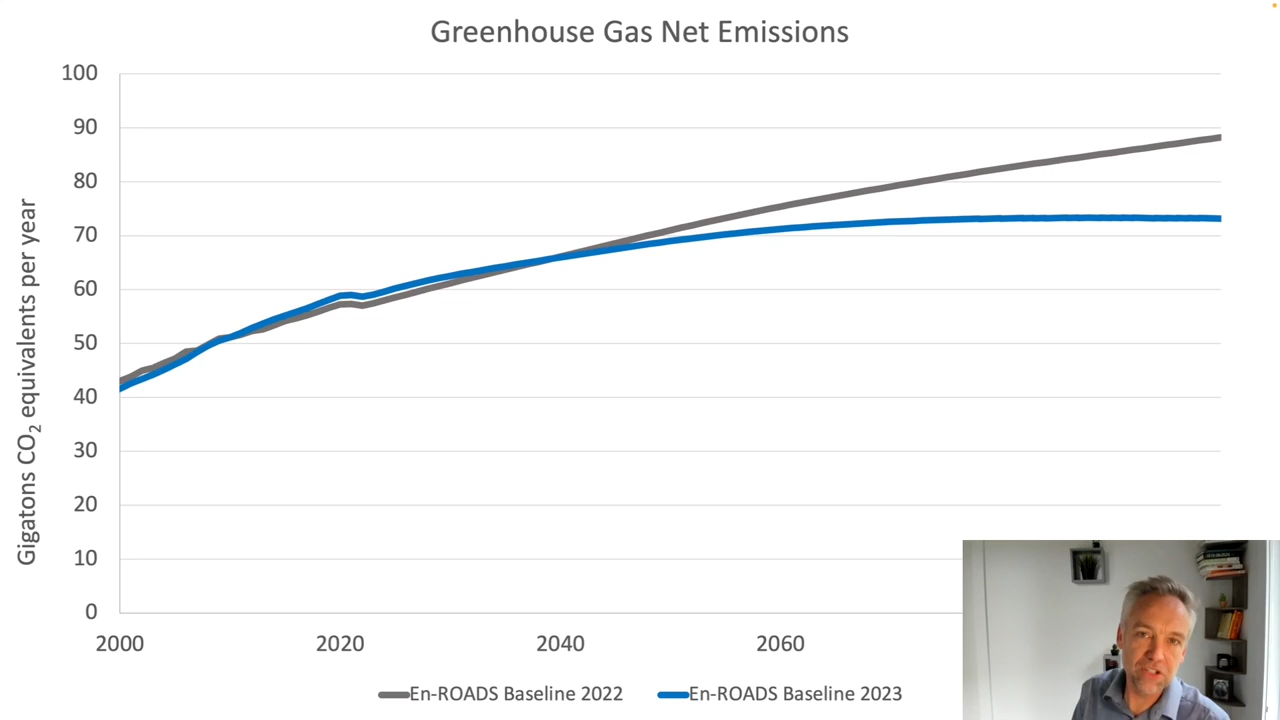 Greenhouse Gas Net Emissions
100
90
80
70
60
50
40
30
20
10
0
Gigatons CO₂ equivalents per year
2000 2020 2040 2060
En-ROADS Baseline 2022 En-ROADS Baseline 2023